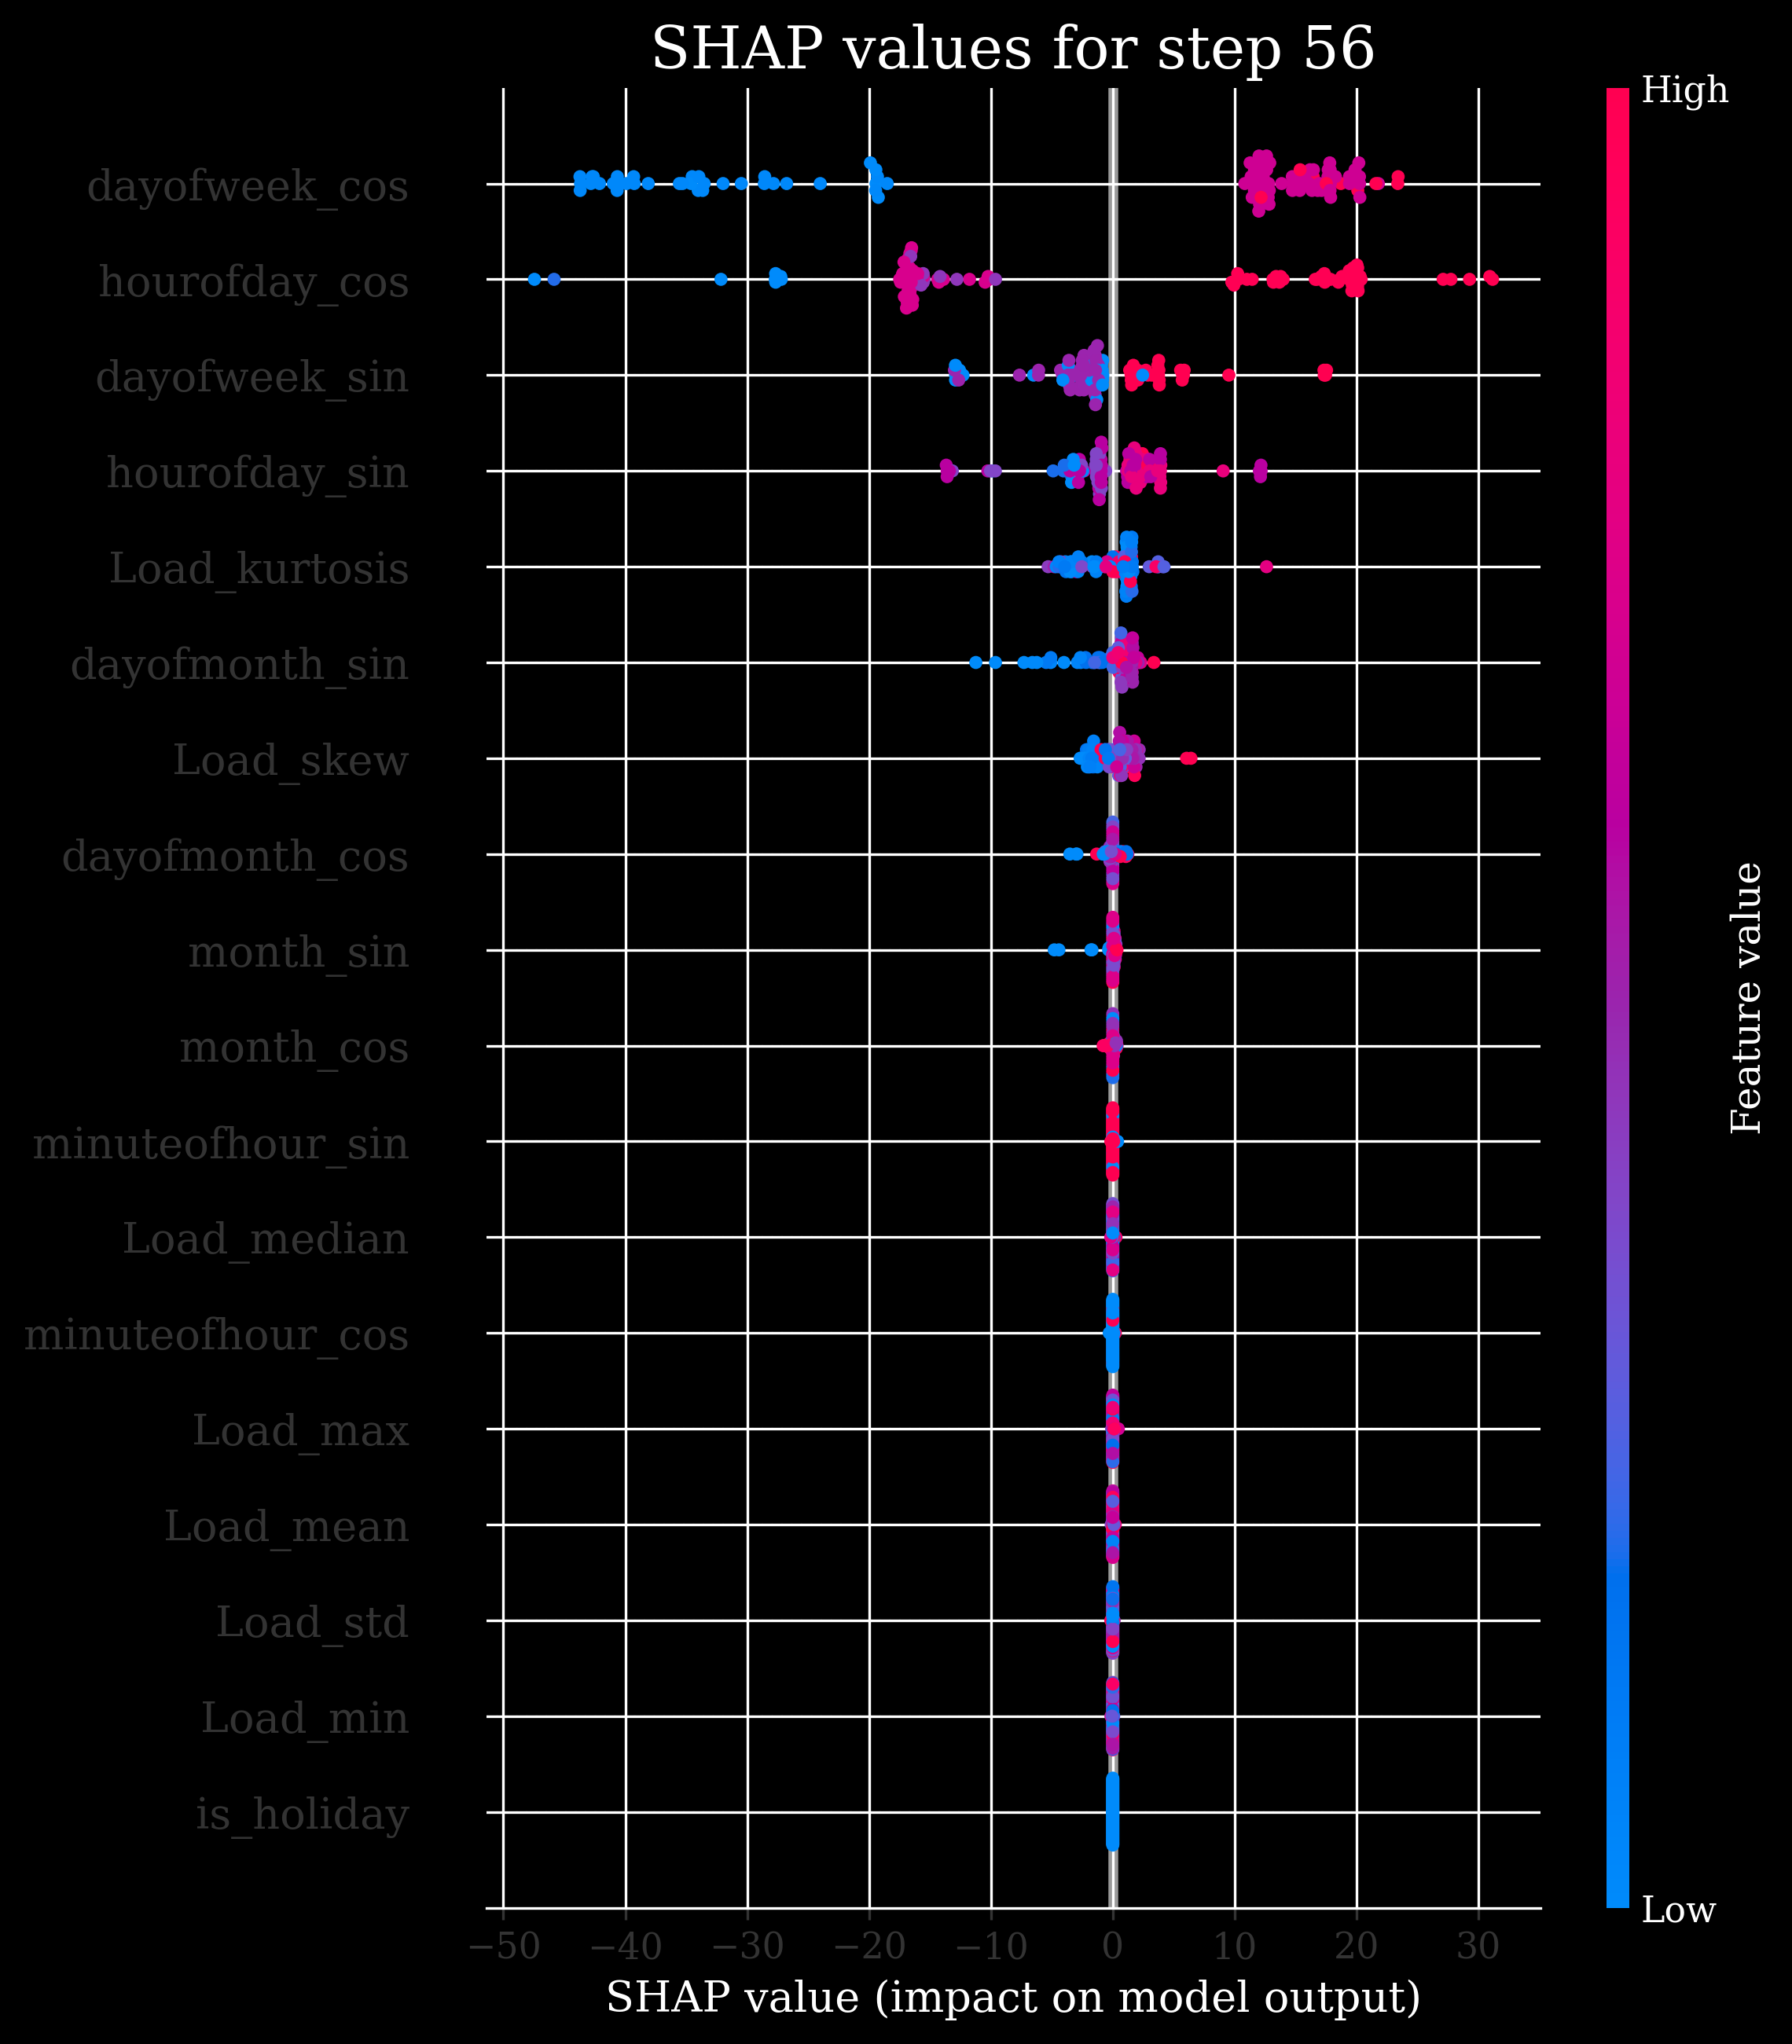 SHAP values for step 56
High
dayofweek_cos
hourofday_cos
dayofweek_sin
hourofday_sin
Load_kurtosis
dayofmonth_sin
Load_skew
dayofmonth_cos
month_sin
month_cos
minuteofhour_sin
Load_median
minuteofhour_cos
Load_max
Load_mean
Load_std
Load_min
is_holiday
Feature value
Low
−50 −40 −30 −20 −10 0 10 20 30
SHAP value (impact on model output)